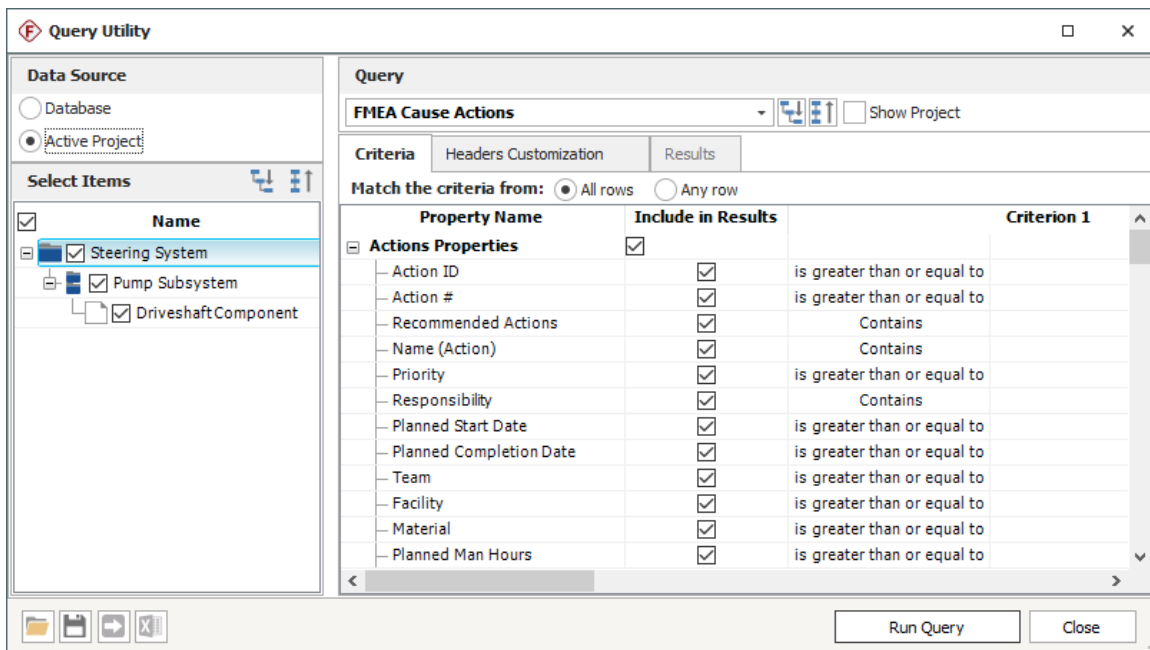 Query Utility
Data Source
Database
Active Project
Select Items
Name
Steering System
Pump Subsystem
Driveshaft Component
Query
FMEA Cause Actions
Show Project
Criteria Headers Customization Results
Match the criteria from: All rows Any row
Property Name Include in Results Criterion 1
Actions Properties
Action ID is greater than or equal to
Action # is greater than or equal to
Recommended Actions Contains
Name (Action) Contains
Priority is greater than or equal to
Responsibility Contains
Planned Start Date is greater than or equal to
Planned Completion Date is greater than or equal to
Team is greater than or equal to
Facility is greater than or equal to
Material is greater than or equal to
Planned Man Hours is greater than or equal to
Run Query Close